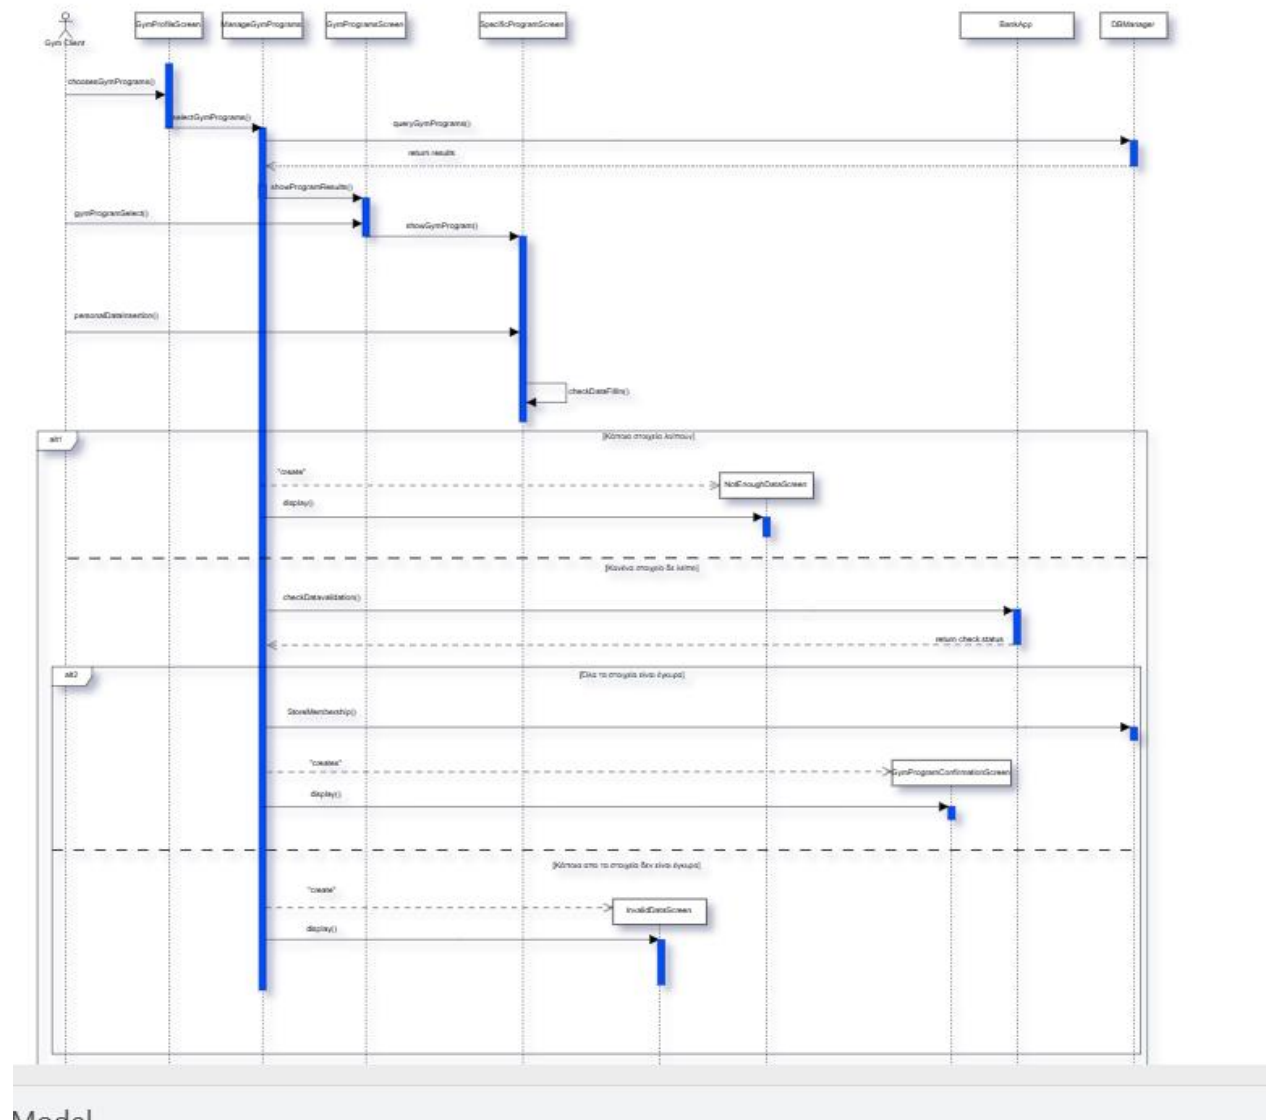 Gym Client
GymProfileScreen
ManageGymPrograms
GymProgramsScreen
SpecificProgramScreen
BankApp
DBManager
choosesGymPrograms()
selectGymPrograms()
queryGymPrograms()
return results
showProgramResults()
gymProgramSelect()
showGymProgram()
personalDataInsertion()
checkDataFillIn()
alt1
[Κάποια στοιχεία λείπουν]
"create"
NotEnoughDataScreen
display()
[Κανένα στοιχείο δε λείπει]
checkDatavalidation()
return check status
alt2
[Όλα τα στοιχεία είναι έγκυρα]
StoreMembership()
"creates"
GymProgramConfirmationScreen
display()
[Κάποια απο τα στοιχεία δεν είναι έγκυρα]
"create"
InvalidDataScreen
display()
Model